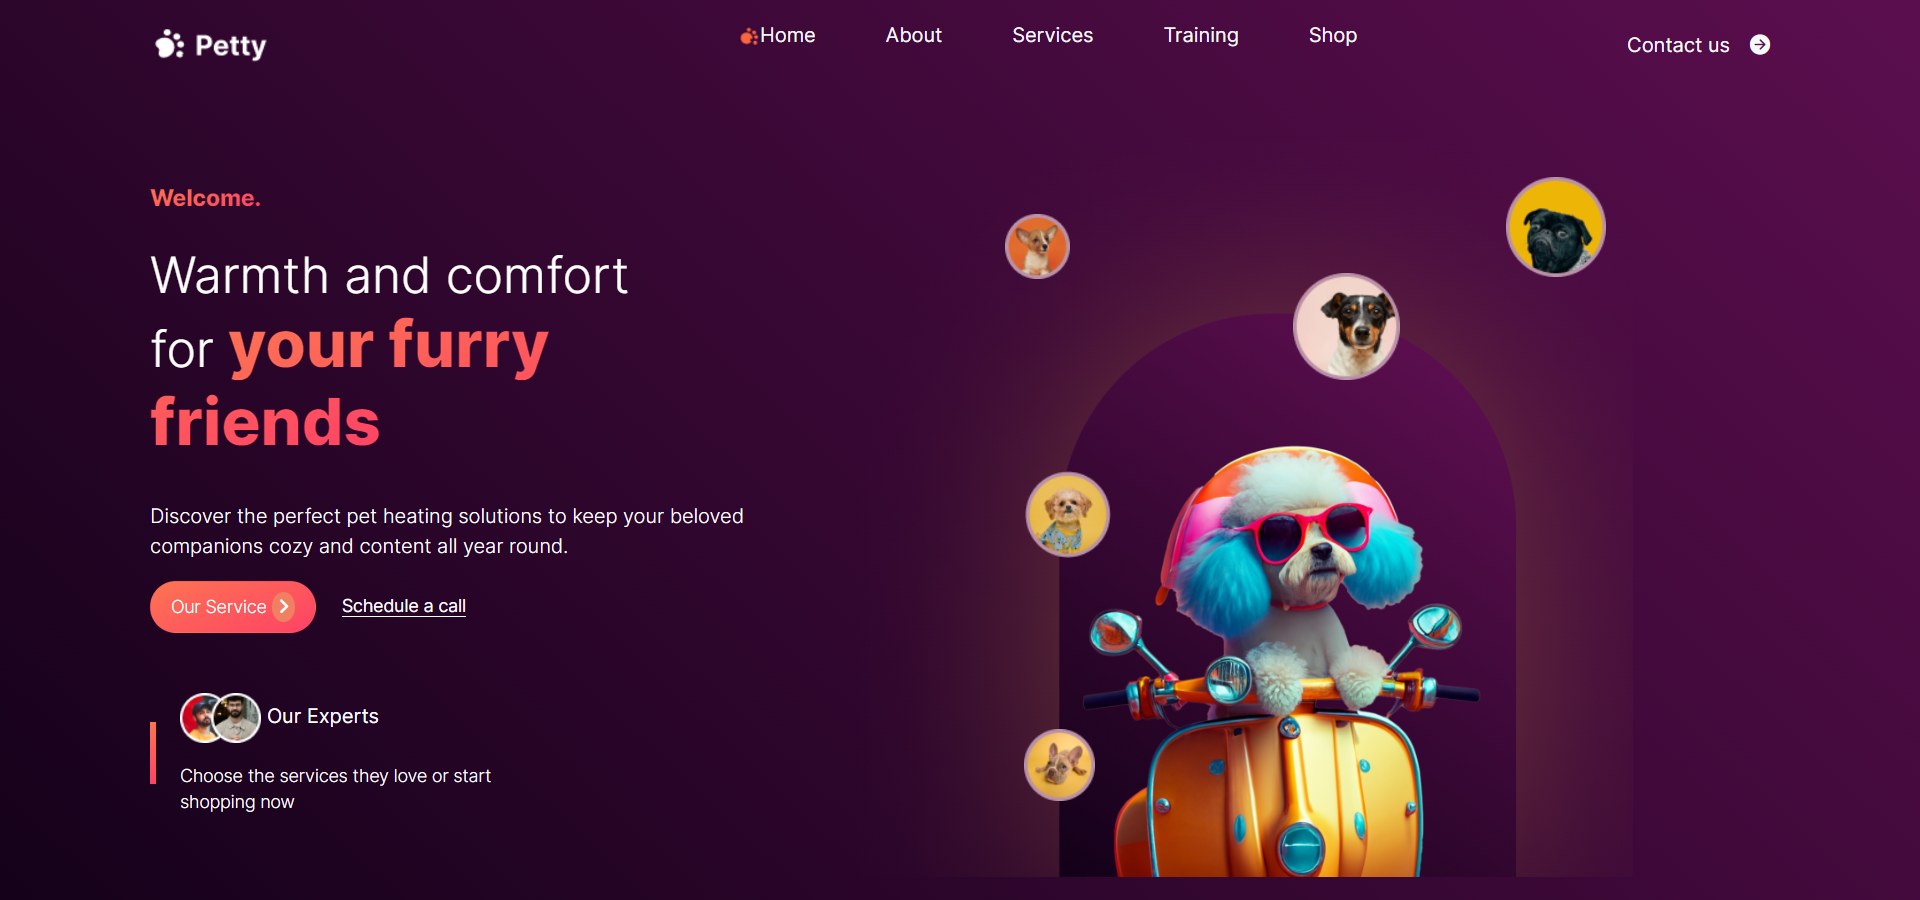 Petty
Home About Services Training Shop
Contact us
Welcome.
Warmth and comfort
for your furry
friends
Discover the perfect pet heating solutions to keep your beloved
companions cozy and content all year round.
Our Service
Schedule a call
Our Experts
Choose the services they love or start
shopping now